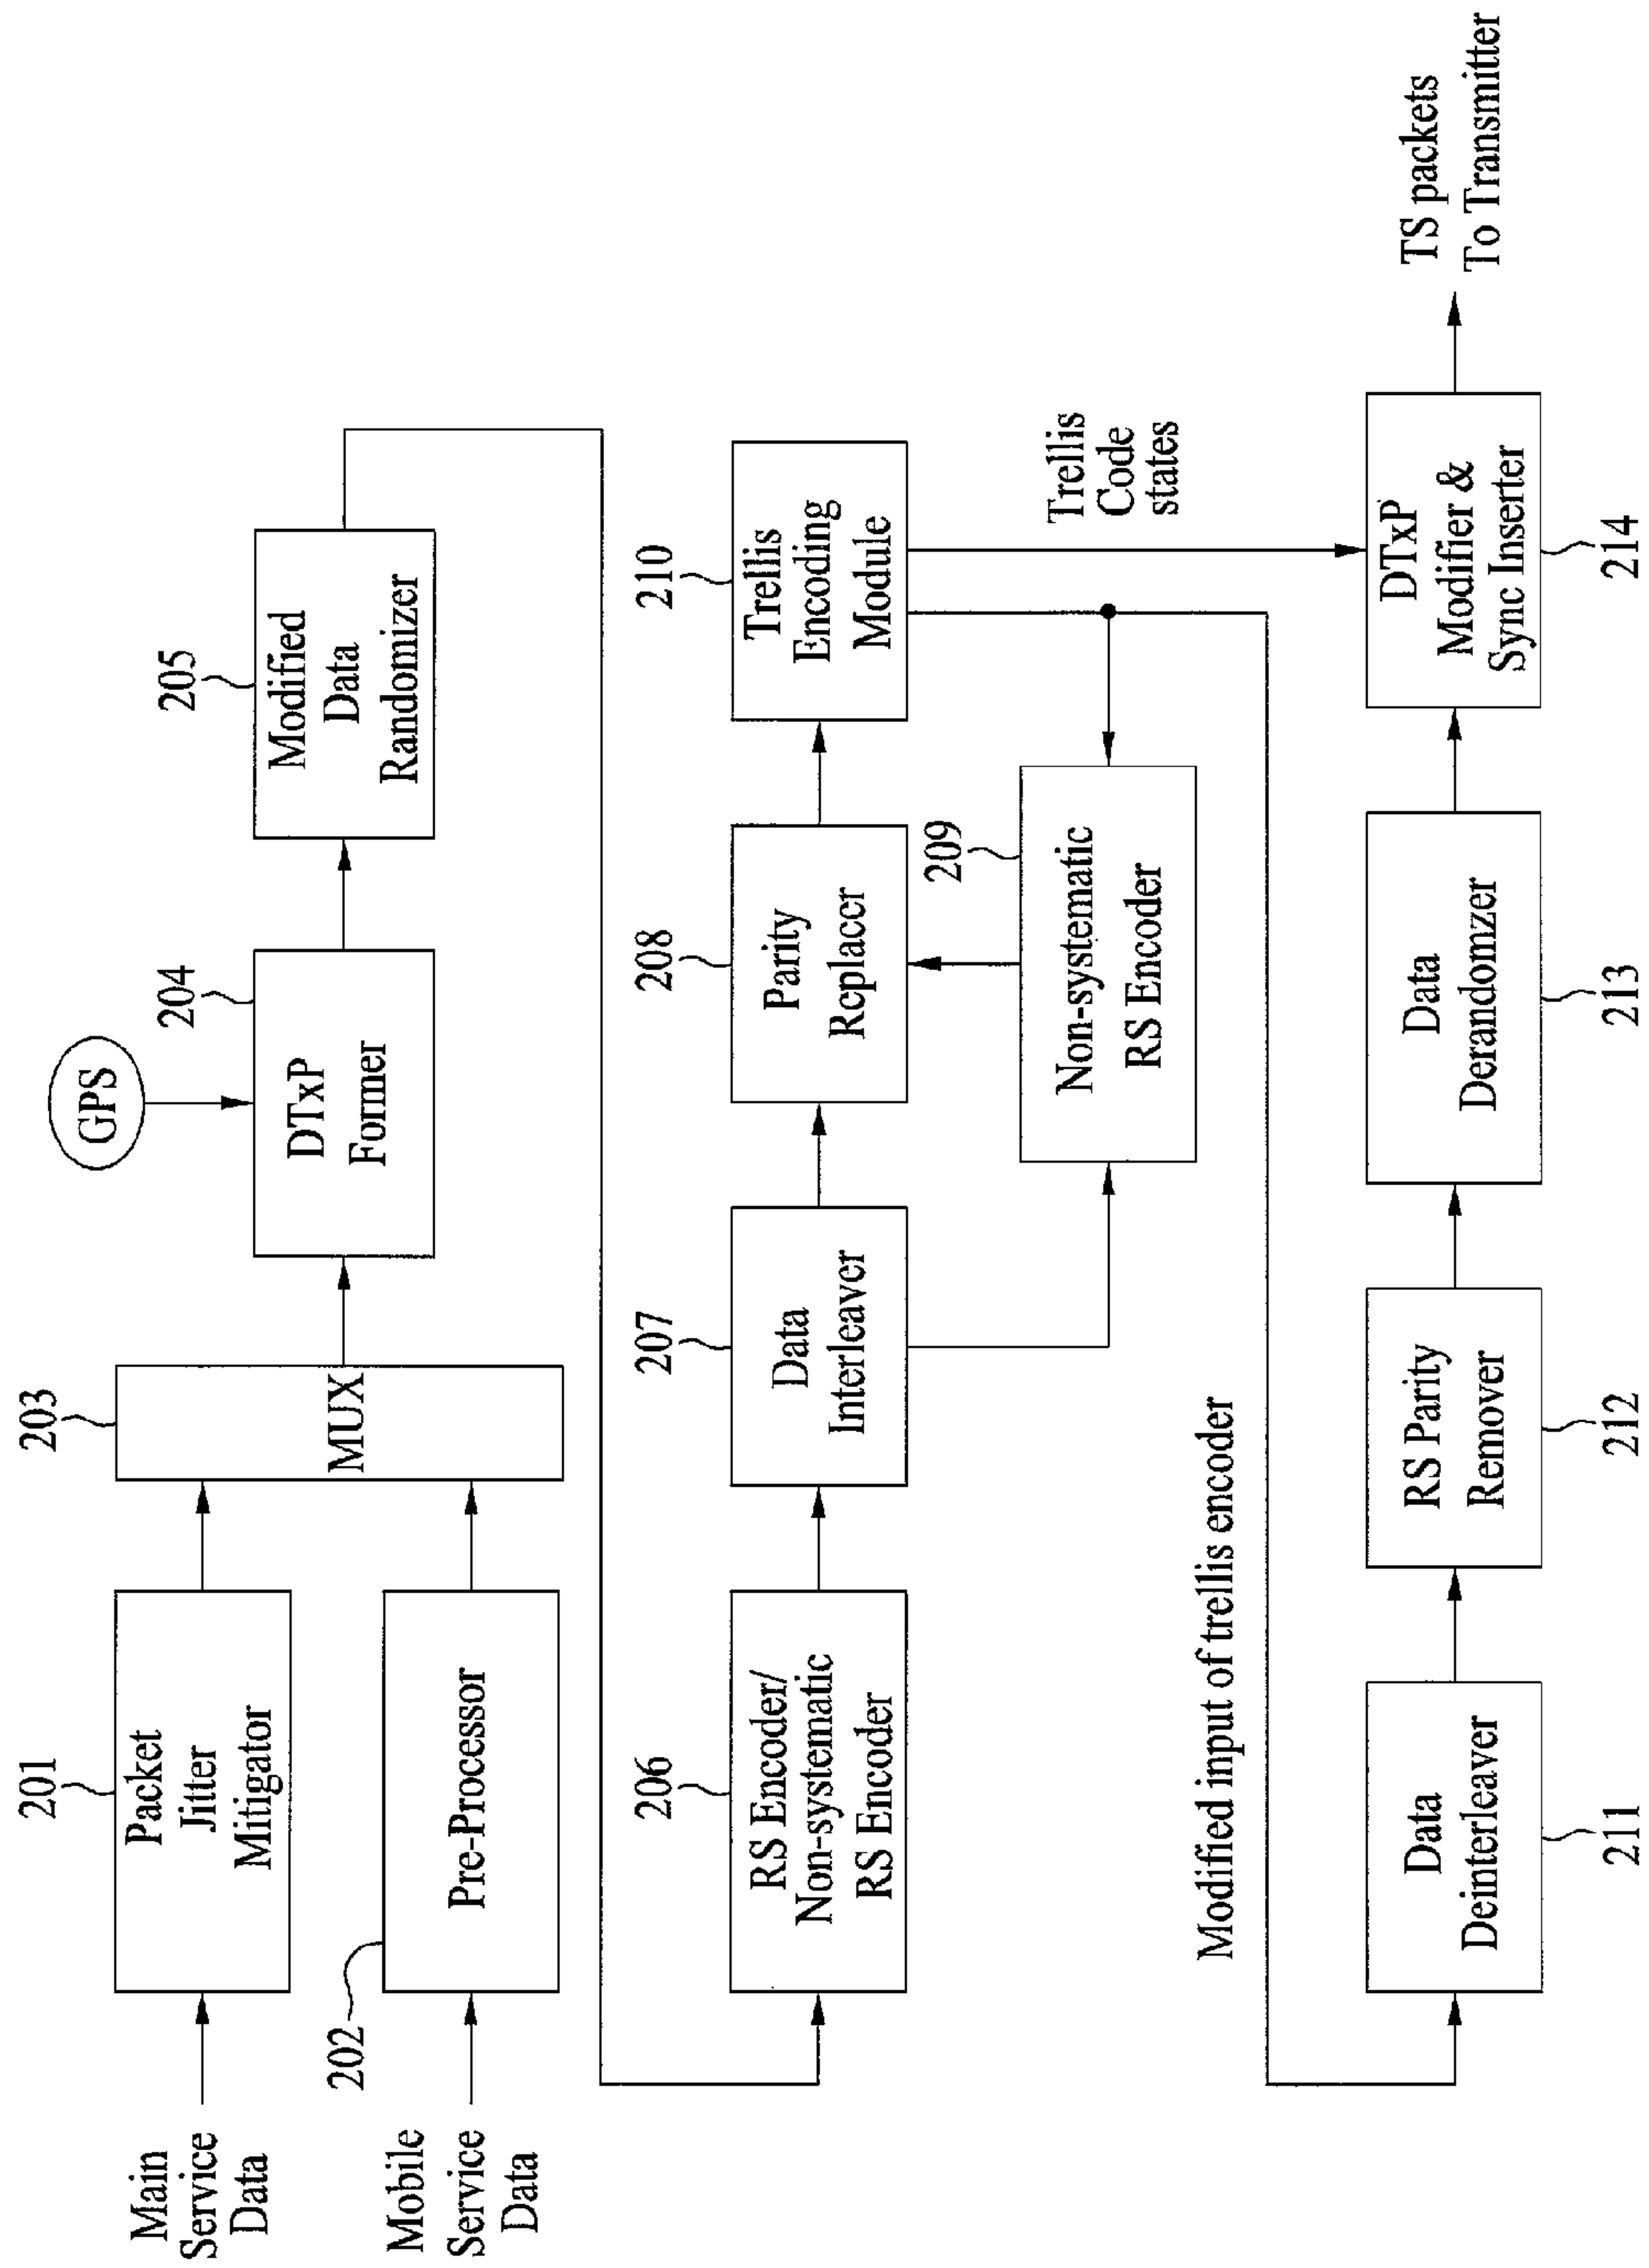 Main
Service
Data
201
Packet
Jitter
Mitigator
Mobile
Service
Data
202
Pre-Processor
203
MUX
GPS
204
DTxP
Former
205
Modified
Data
Randomizer
206
RS Encoder/
Non-systematic
RS Encoder
207
Data
Interleaver
208
Parity
Replacer
209
Non-systematic
RS Encoder
210
Trellis
Encoding
Module
Trellis
Code
states
Modified input of trellis encoder
Data
Deinterleaver
211
RS Parity
Remover
212
Data
Derandomzer
213
DTxP
Modifier &
Sync Inserter
214
TS packets
To Transmitter